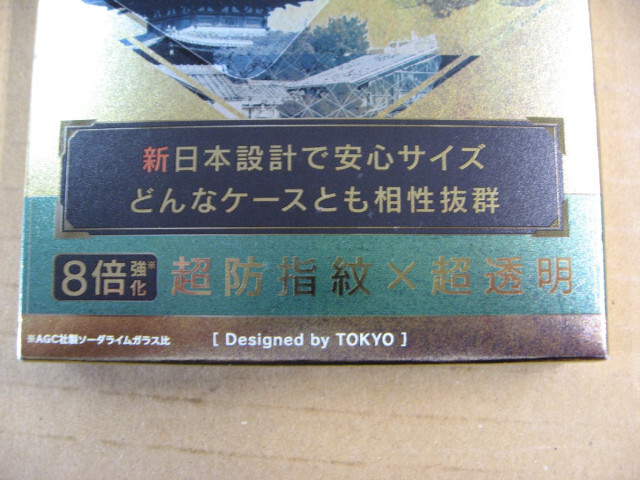 新日本設計で安心サイズ
どんなケースとも相性抜群
8倍強化※ 超防指紋×超透明
※AGC社製ソーダライムガラス比
[ Designed by TOKYO ]